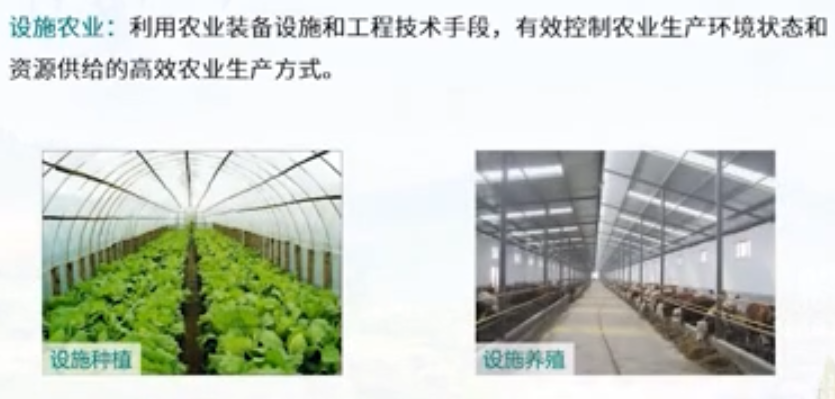 设施农业：利用农业装备设施和工程技术手段，有效控制农业生产环境状态和
资源供给的高效农业生产方式。
设施种植
设施养殖